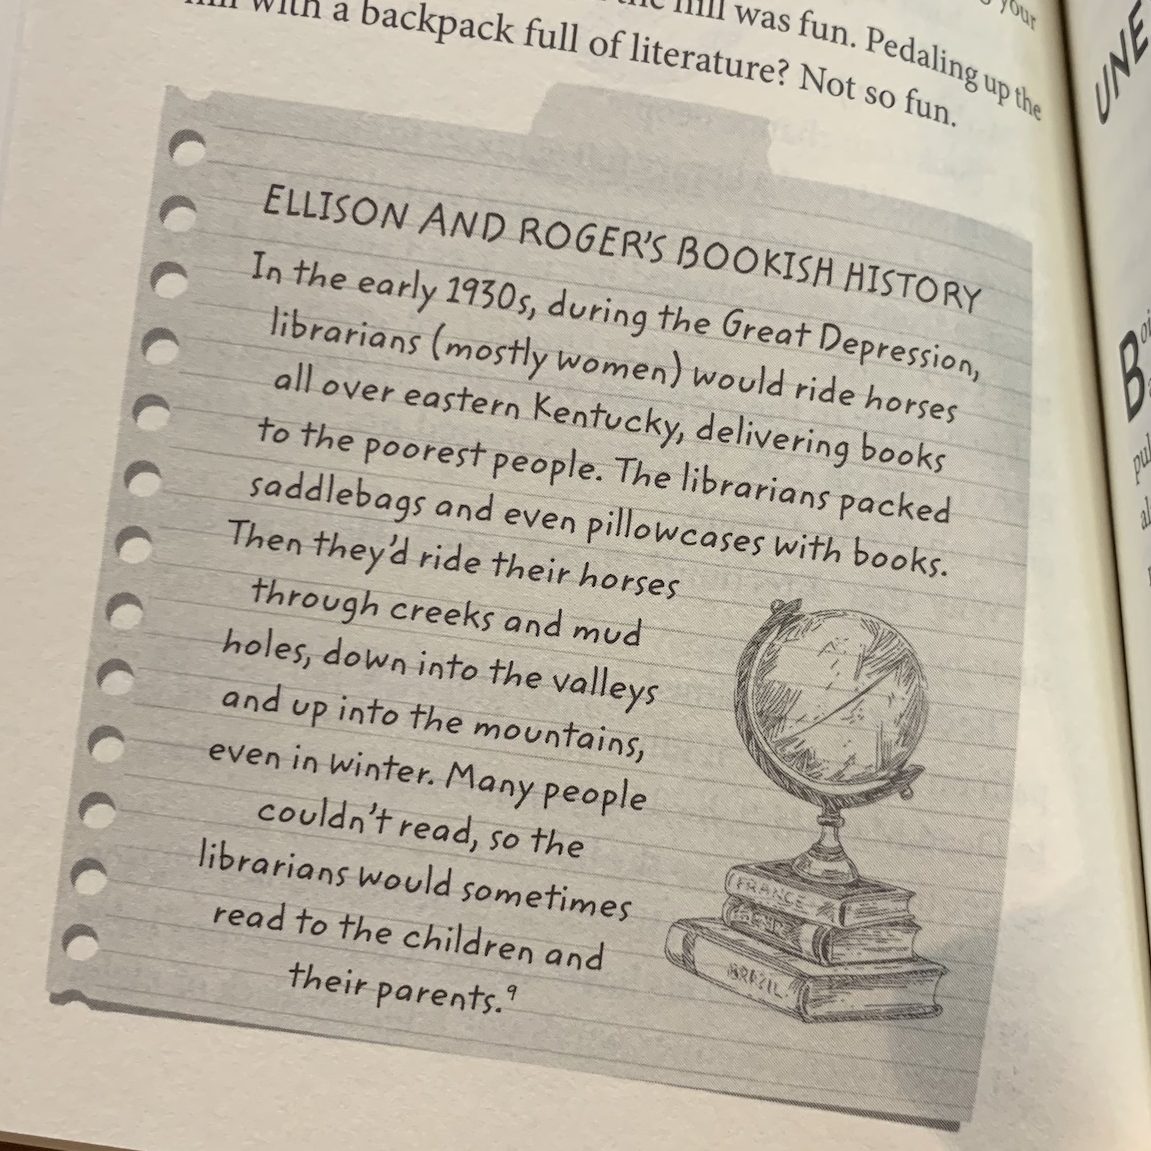 your
the hill was fun. Pedaling up the
with a backpack full of literature? Not so fun.
ELLISON AND ROGER'S BOOKISH HISTORY
In the early 1930s, during the Great Depression,
librarians (mostly women) would ride horses
all over eastern Kentucky, delivering books
to the poorest people. The librarians packed
saddlebags and even pillowcases with books.
Then they'd ride their horses
through creeks and mud
holes, down into the valleys
and up into the mountains,
even in winter. Many people
couldn't read, so the
librarians would sometimes
read to the children and
their parents.⁹
FRANCE
BRAZIL
UNE
B